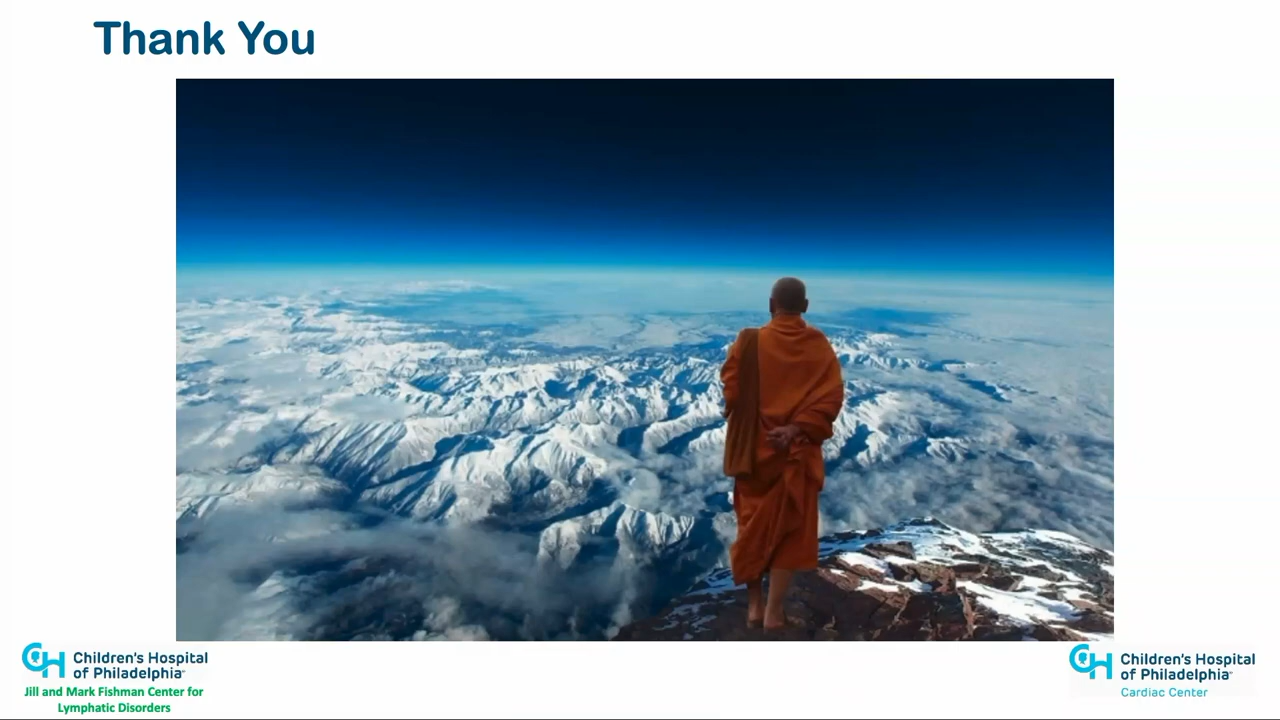 Thank You
Children's Hospital
of Philadelphia
Jill and Mark Fishman Center for
Lymphatic Disorders
Children's Hospital
of Philadelphia
Cardiac Center